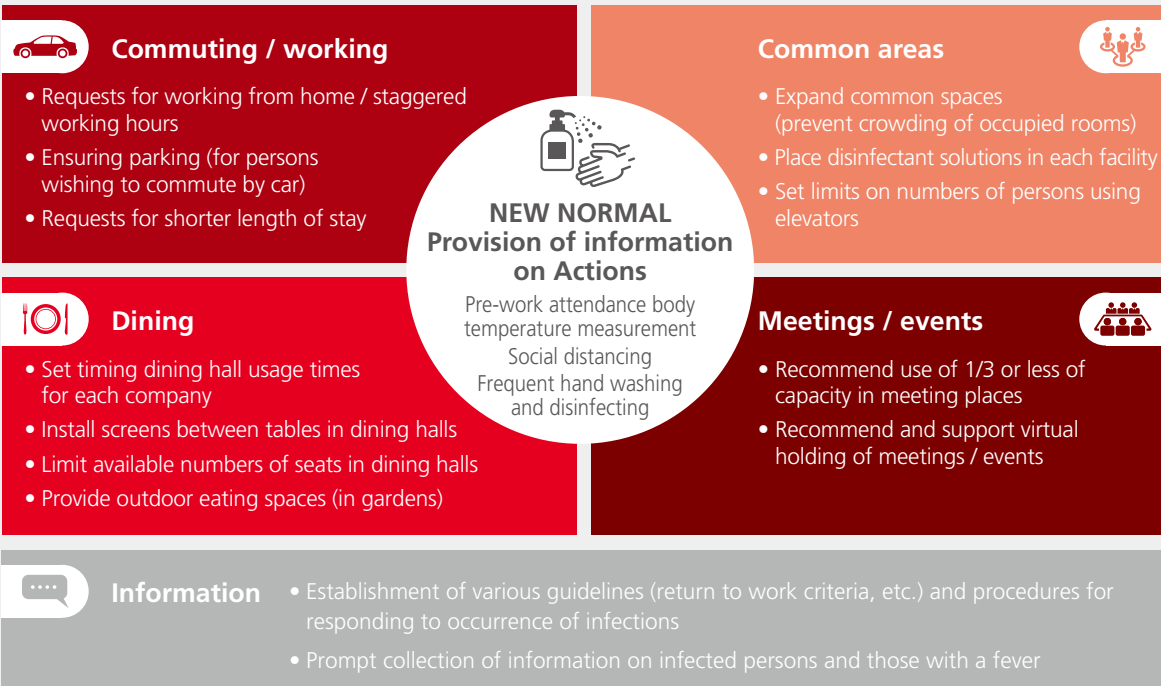 Commuting / working
• Requests for working from home / staggered
working hours
• Ensuring parking (for persons
wishing to commute by car)
• Requests for shorter length of stay
Common areas
• Expand common spaces
(prevent crowding of occupied rooms)
• Place disinfectant solutions in each facility
• Set limits on numbers of persons using
elevators
NEW NORMAL
Provision of information
on Actions
Pre-work attendance body
temperature measurement
Social distancing
Frequent hand washing
and disinfecting
Dining
• Set timing dining hall usage times
for each company
• Install screens between tables in dining halls
• Limit available numbers of seats in dining halls
• Provide outdoor eating spaces (in gardens)
Meetings / events
• Recommend use of 1/3 or less of
capacity in meeting places
• Recommend and support virtual
holding of meetings / events
Information
• Establishment of various guidelines (return to work criteria, etc.) and procedures for
responding to occurrence of infections
• Prompt collection of information on infected persons and those with a fever